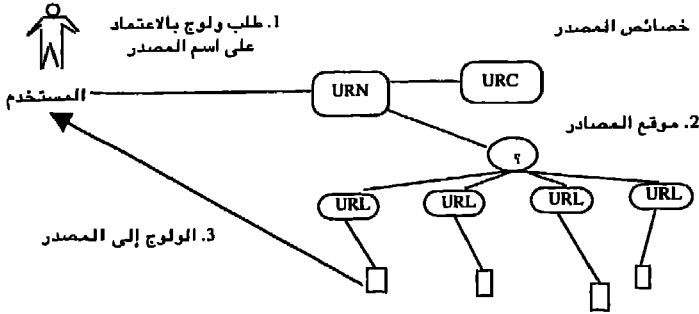 خصائص المصدر
1. طلب ولوج بالاعتماد
على اسم المصدر
المستخدم
URN
URC
2. موقع المصادر
؟
URL
URL
URL
URL
3. الولوج إلى المصدر